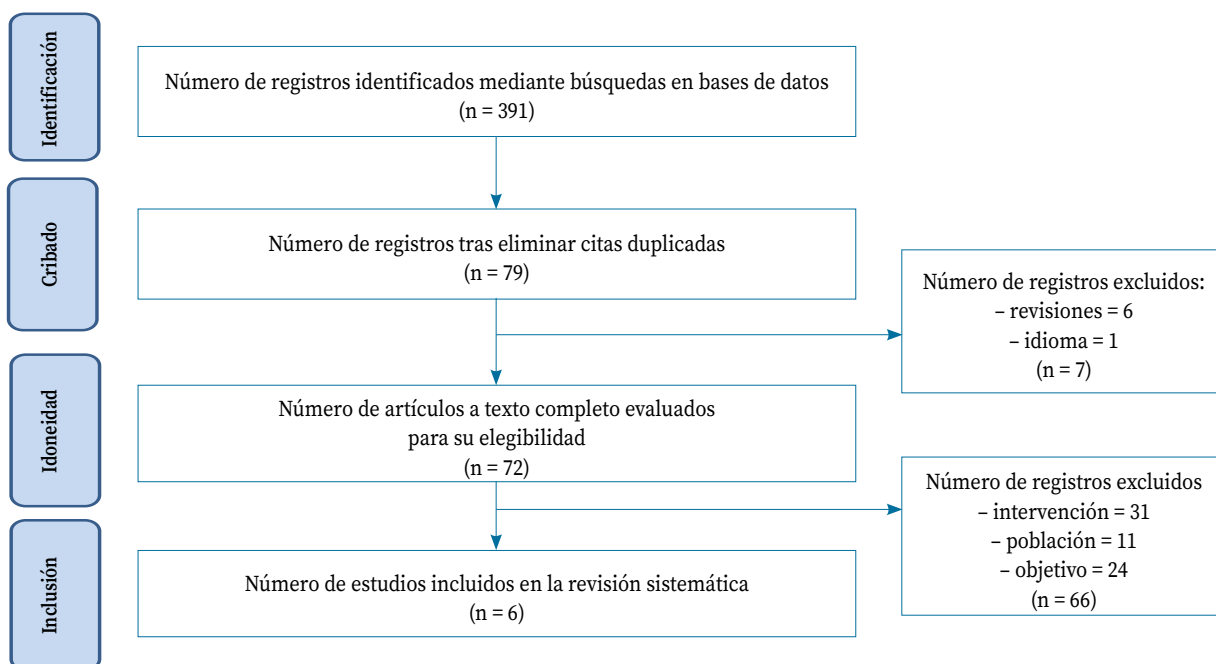 Identificación
Número de registros identificados mediante búsquedas en bases de datos
(n = 391)
Cribado
Número de registros tras eliminar citas duplicadas
(n = 79)
Número de registros excluidos:
– revisiones = 6
– idioma = 1
(n = 7)
Idoneidad
Número de artículos a texto completo evaluados
para su elegibilidad
(n = 72)
Número de registros excluidos
– intervención = 31
– población = 11
– objetivo = 24
(n = 66)
Inclusión
Número de estudios incluidos en la revisión sistemática
(n = 6)